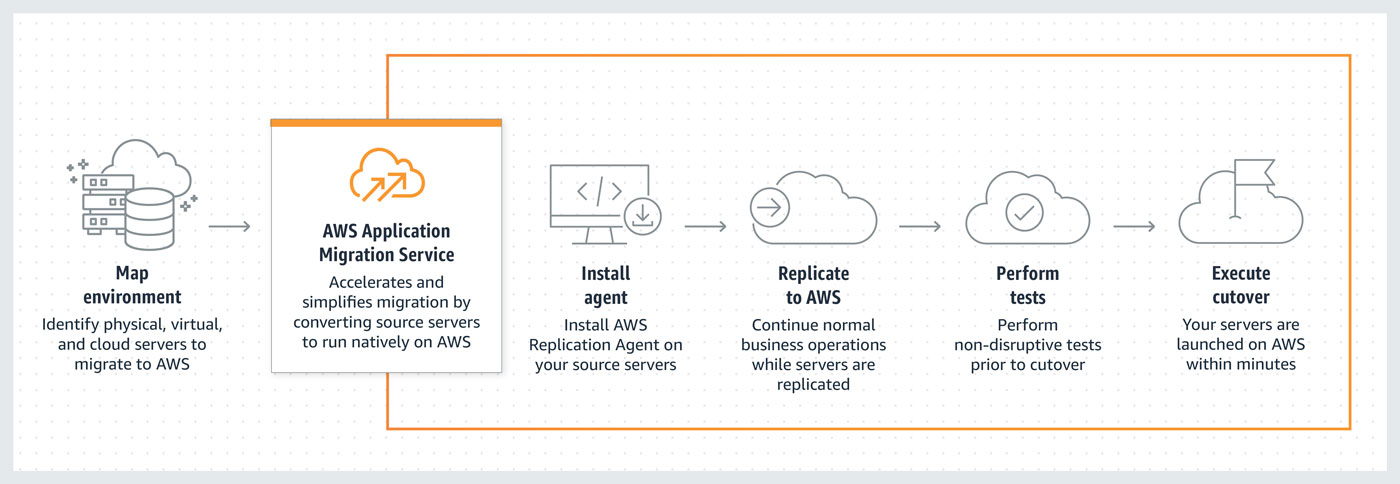 Map
environment
Identify physical, virtual,
and cloud servers to
migrate to AWS
AWS Application
Migration Service
Accelerates and
simplifies migration by
converting source servers
to run natively on AWS
Install
agent
Install AWS
Replication Agent on
your source servers
Replicate
to AWS
Continue normal
business operations
while servers are
replicated
Perform
tests
Perform
non-disruptive tests
prior to cutover
Execute
cutover
Your servers are
launched on AWS
within minutes